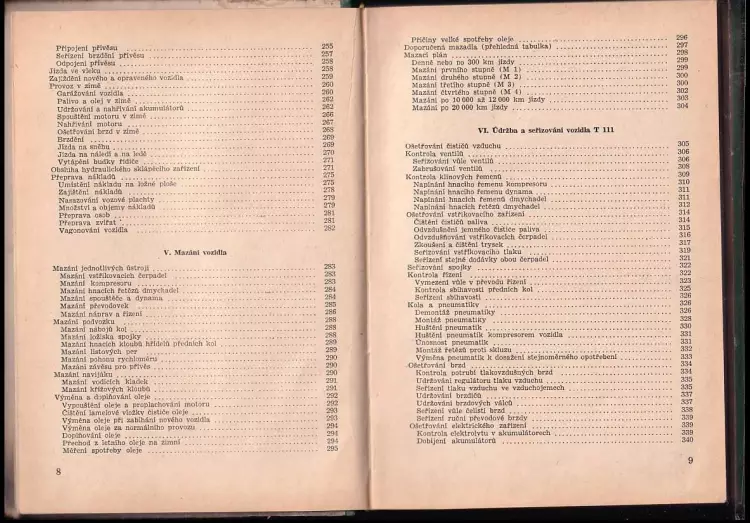 Připojení přívěsu 255
Seřízení brzdění přívěsu 257
Odpojení přívěsu 258
Jízda ve vleku 258
Zajíždění nového a opraveného vozidla 259
Provoz v zimě 260
Garážování vozidla 260
Palivo a olej v zimě 262
Udržování a nahřívání akumulátorů 262
Spouštění motoru v zimě 266
Nahřívání motoru 267
Ošetřování brzd v zimě 268
Brzdění 269
Jízda na sněhu 269
Jízda na náledí a na ledě 270
Vytápění budky řidiče 271
Obsluha hydraulického sklápěcího zařízení 271
Přeprava nákladů 275
Umístění nákladu na ložné ploše 275
Zajištění nákladů 278
Nasazování vozové plachty 279
Množství a objemy nákladů 279
Přeprava osob 281
Přeprava zvířat 281
Vagonování vozidla 282
V. Mazání vozidla
Mazání jednotlivých ústrojí 283
Mazání vstřikovacích čerpadel 283
Mazání kompresoru 283
Mazání hnacích řetězů dmychadel 284
Mazání spouštěče a dynama 284
Mazání převodovek 285
Mazání náprav a řízení 286
Mazání podvozku 288
Mazání nábojů kol 288
Mazání ložiska spojky 288
Mazání hnacích kloubů hřídelů předních kol 289
Mazání listových per 289
Mazání pohonu rychloměru 290
Mazání závěsu pro přívěs 290
Mazání navijáku 290
Mazání vodicích kladek 291
Mazání křížových kloubů 291
Výměna a doplňování oleje 292
Vypouštění oleje a proplachování motoru 292
Čištění lamelové vložky čističe oleje 293
Výměna oleje při zabíhání nového vozidla 293
Výměna oleje za normálního provozu 294
Doplňování oleje 294
Přechod z letního oleje na zimní 294
Měření spotřeby oleje 295
8
Příčiny velké spotřeby oleje 296
Doporučená mazadla (přehledná tabulka) 297
Mazací plán 298
Denně nebo po 300 km jízdy 299
Mazání prvního stupně (M 1) 299
Mazání druhého stupně (M 2) 300
Mazání třetího stupně (M 3) 300
Mazání čtvrtého stupně (M 4) 302
Mazání po 10 000 až 12 000 km jízdy 303
Mazání po 20 000 km jízdy 304
VI. Údržba a seřizování vozidla T 111
Ošetřování čističů vzduchu 305
Kontrola ventilů 306
Seřizování vůle ventilů 306
Zabrušování ventilů 308
Kontrola klínových řemenů 309
Napínání hnacího řemenu kompresoru 310
Napínání hnacího řemenu dynama 311
Napínání hnacích řemenů dmychadel 311
Napínání hnacích řetězů dmychadel 313
Ošetřování vstřikovacího zařízení 314
Čištění čističů paliva 314
Odvzdušnění jemného čističe paliva 315
Odvzdušňování vstřikovacích čerpadel 316
Zkoušení a čištění trysek 317
Seřizování vstřikovacího tlaku 319
Seřízení stejné dodávky obou čerpadel 321
Seřizování spojky 322
Kontrola řízení 322
Vymezení vůle v převodu řízení 323
Kontrola sbíhavosti předních kol 325
Seřízení sbíhavosti 326
Kola a pneumatiky 326
Demontáž pneumatiky 326
Montáž pneumatiky 328
Huštění pneumatik 330
Huštění pneumatik kompresorem vozidla 331
Únosnost pneumatik 331
Montáž řetězů proti skluzu 332
Výměna pneumatik k dosažení stejnoměrného opotřebení 333
Ošetřování brzd 334
Kontrola potrubí tlakovzdušných brzd 334
Udržování regulátoru tlaku vzduchu 335
Seřízení tlaku vzduchu ve vzduchojemech 335
Udržování brzdičů 337
Udržování brzdových válců 337
Seřízení vůle čelistí brzd 338
Seřízení ruční převodové brzdy 339
Ošetřování elektrického zařízení 339
Kontrola elektrolytu v akumulátorech 339
Dobíjení akumulátorů 340
9